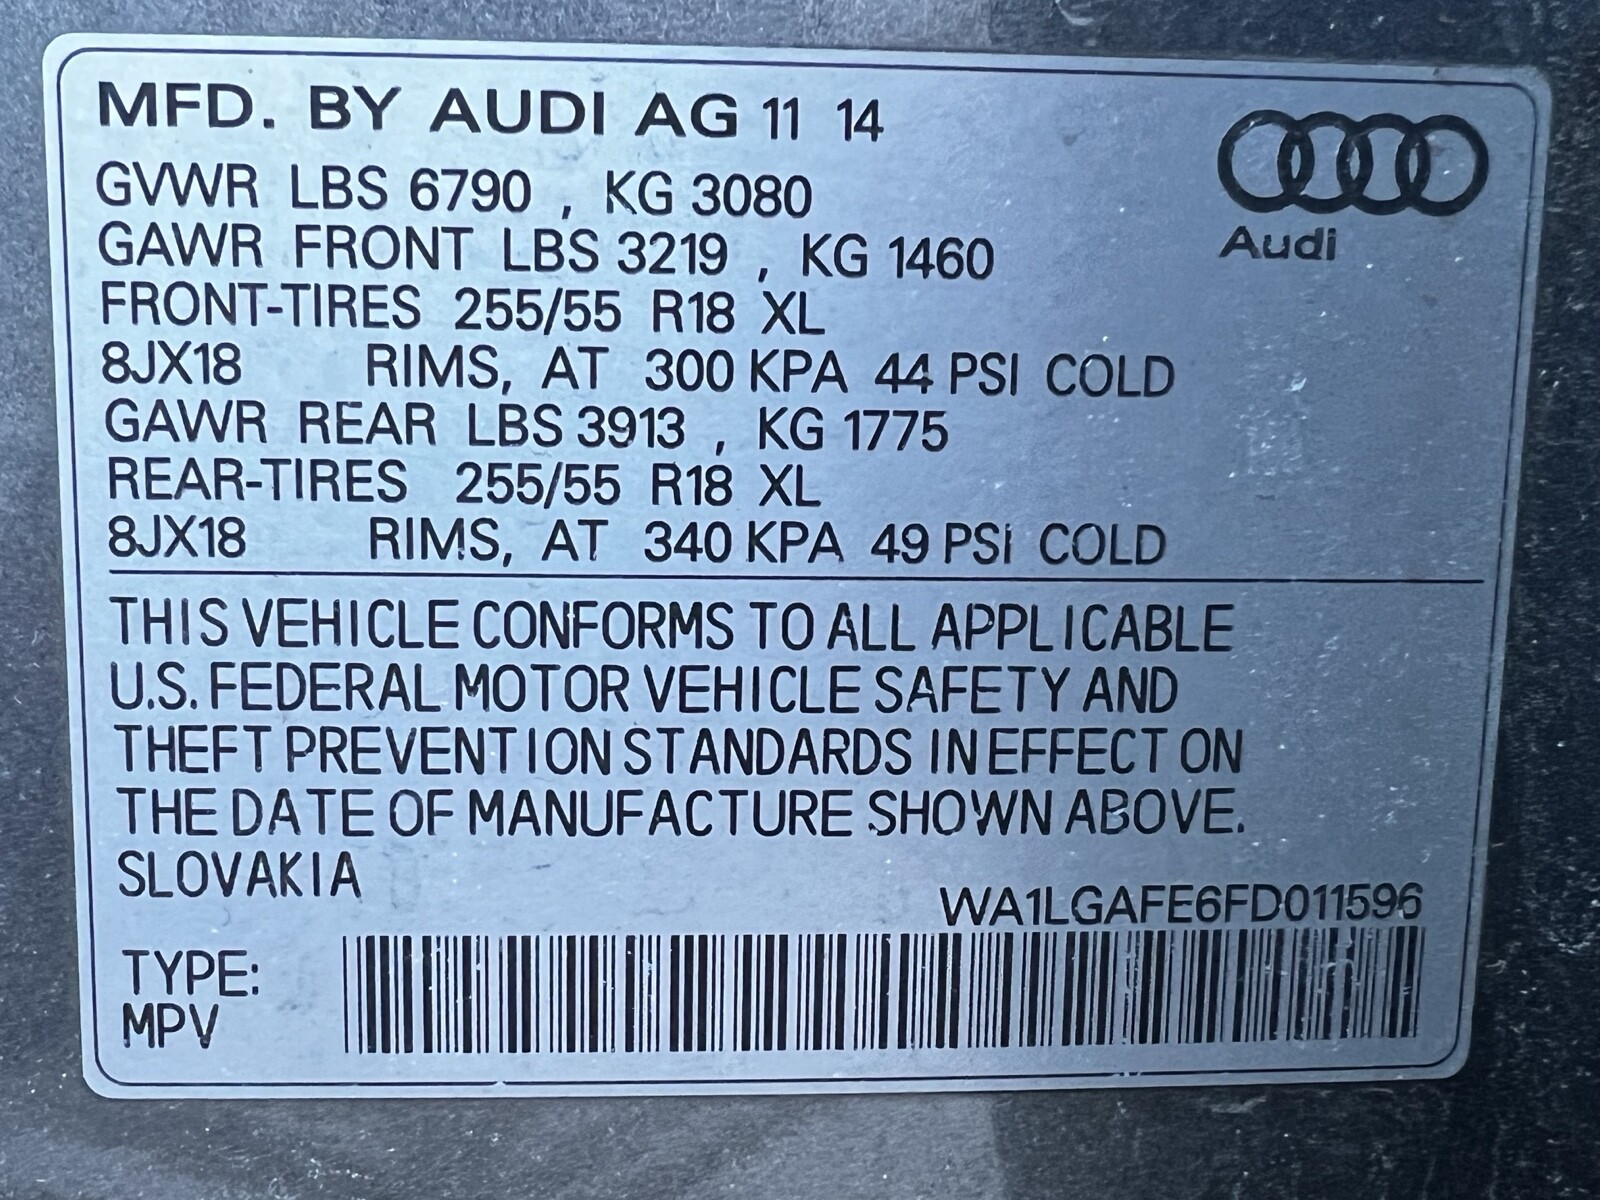 MFD. BY AUDI AG 11 14
GVWR LBS 6790 , KG 3080
Audi
GAWR FRONT LBS 3219 , KG 1460
FRONT-TIRES 255/55 R18 XL
8JX18 RIMS, AT 300 KPA 44 PSI COLD
GAWR REAR LBS 3913 , KG 1775
REAR-TIRES 255/55 R18 XL
8JX18 RIMS, AT 340 KPA 49 PSI COLD
THIS VEHICLE CONFORMS TO ALL APPLICABLE
U.S. FEDERAL MOTOR VEHICLE SAFETY AND
THEFT PREVENTION STANDARDS IN EFFECT ON
THE DATE OF MANUFACTURE SHOWN ABOVE.
SLOVAKIA
WA1LGAFE6FD011596
TYPE:
MPV